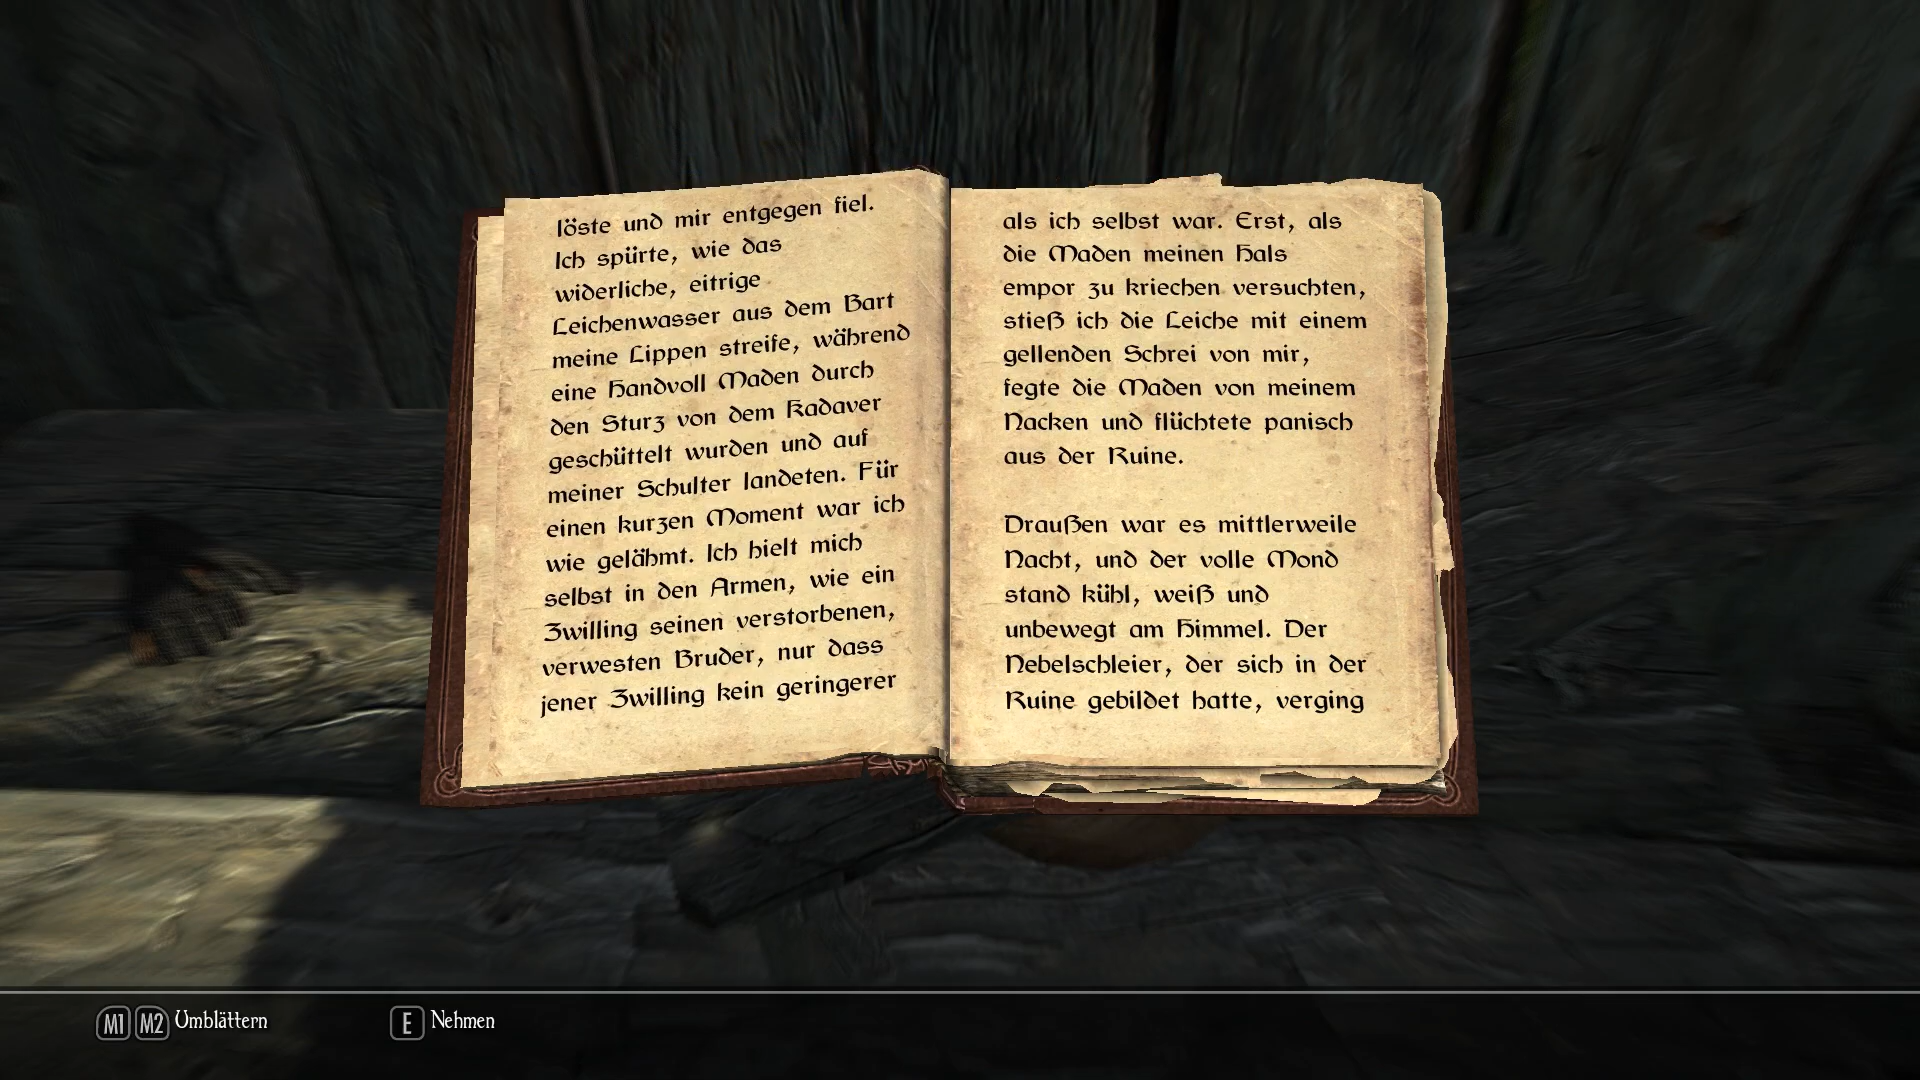 löste und mir entgegen fiel.
Ich spürte, wie das
widerliche, eitrige
Leichenwasser aus dem Bart
meine Lippen streife, während
eine Handvoll Maden durch
den Sturz von dem Kadaver
geschüttelt wurden und auf
meiner Schulter landeten. Für
einen kurzen Moment war ich
wie gelähmt. Ich hielt mich
selbst in den Armen, wie ein
Zwilling seinen verstorbenen,
verwesten Bruder, nur dass
jener Zwilling kein geringerer
als ich selbst war. Erst, als
die Maden meinen Hals
empor zu kriechen versuchten,
stieß ich die Leiche mit einem
gellenden Schrei von mir,
fegte die Maden von meinem
Nacken und flüchtete panisch
aus der Ruine.
Draußen war es mittlerweile
Nacht, und der volle Mond
stand kühl, weiß und
unbewegt am Himmel. Der
Nebelschleier, der sich in der
Ruine gebildet hatte, verging
M1 M2 Umblättern
E Nehmen